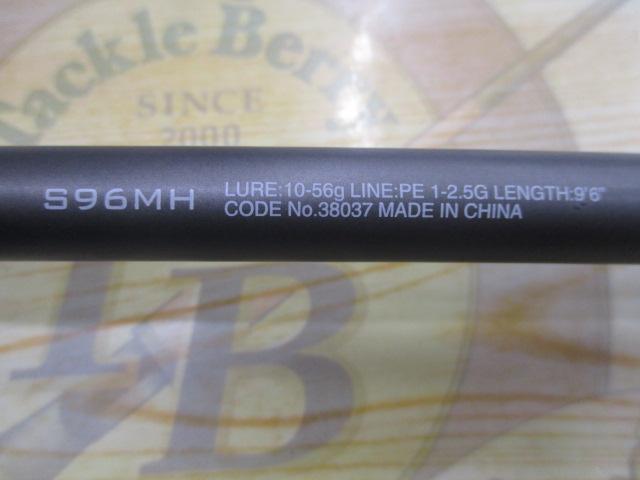 Tackle Berry
SINCE
2000
S96MH
LURE:10-56g LINE:PE 1-2.5G LENGTH:9'6"
CODE No.38037 MADE IN CHINA
TB